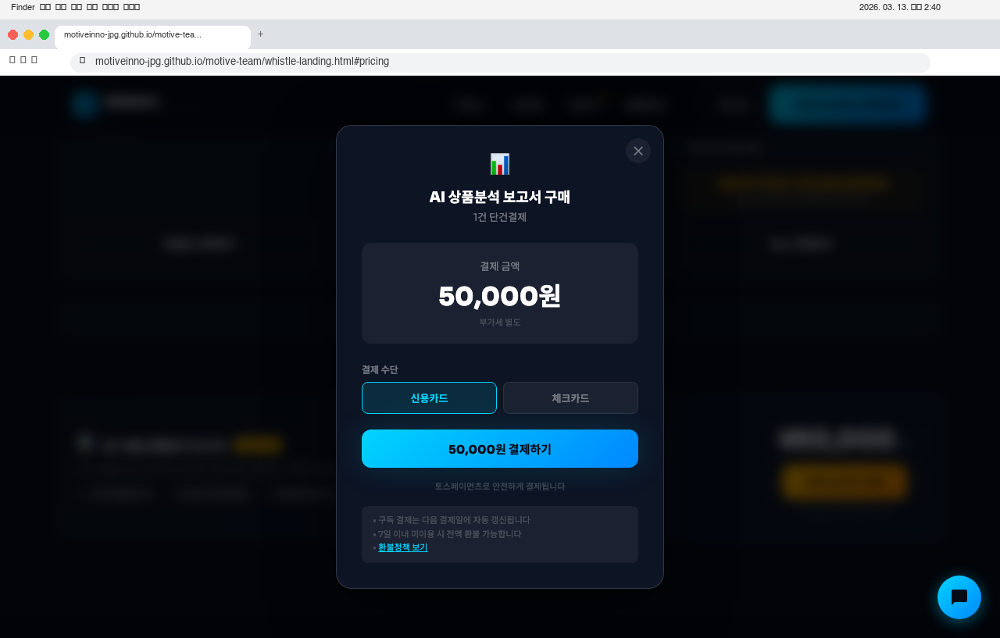 Finder
2026. 03. 13. 2:40
motiveinno-jpg.github.io/motive-tea...
+
motiveinno-jpg.github.io/motive-team/whistle-landing.html#pricing
AI 상품분석 보고서 구매
1건 단건결제
결제 금액
50,000원
부가세 별도
결제 수단
신용카드
체크카드
50,000원 결제하기
토스페이먼츠로 안전하게 결제됩니다
• 구독 결제는 다음 결제일에 자동 갱신됩니다
• 7일 이내 미이용 시 전액 환불 가능합니다
• 환불정책 보기